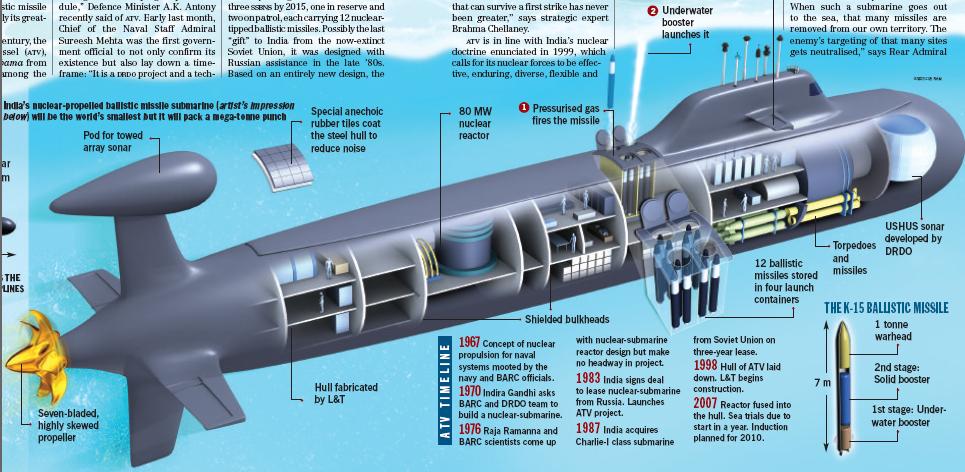 stic missile
ly its great-
entury, the
ssel (ATV),
bama from
among the
dule,” Defence Minister A.K. Antony
recently said of ATV. Early last month,
Chief of the Naval Staff Admiral
Suresh Mehta was the first govern-
ment official to not only confirm its
existence but also lay down a time-
frame: “It is a DRDO project and a tech-
three SSBNs by 2015, one in reserve and
two on patrol, each carrying 12 nuclear-
tipped ballistic missiles. Possibly the last
“gift” to India from the now-extinct
Soviet Union, it was designed with
Russian assistance in the late ’80s.
Based on an entirely new design, the
that can survive a first strike has never
been greater,” says strategic expert
Brahma Chellaney.
ATV is in line with India’s nuclear
doctrine enunciated in 1999, which
calls for its nuclear forces to be effec-
tive, enduring, diverse, flexible and
When such a submarine goes out
to the sea, that many missiles are
removed from our own territory. The
enemy’s targeting of that many sites
gets neutralised,” says Rear Admiral
India’s nuclear-propelled ballistic missile submarine (artist’s impression
below) will be the world’s smallest but it will pack a mega-tonne punch
ar
m
THE
PLINES
Pod for towed
array sonar
Special anechoic
rubber tiles coat
the steel hull to
reduce noise
80 MW
nuclear
reactor
1 Pressurised gas
fires the missile
2 Underwater
booster
launches it
USHUS sonar
developed by
DRDO
Torpedoes
and
missiles
12 ballistic
missiles stored
in four launch
containers
Shielded bulkheads
Hull fabricated
by L&T
Seven-bladed,
highly skewed
propeller
ATV TIMELINE
1967 Concept of nuclear
propulsion for naval
systems mooted by the
navy and BARC officials.
1970 Indira Gandhi asks
BARC and DRDO team to
build a nuclear-submarine.
1976 Raja Ramanna and
BARC scientists come up
with nuclear-submarine
reactor design but make
no headway in project.
1983 India signs deal
to lease nuclear-submarine
from Russia. Launches
ATV project.
1987 India acquires
Charlie-I class submarine
from Soviet Union on
three-year lease.
1998 Hull of ATV laid
down. L&T begins
construction.
2007 Reactor fused into
the hull. Sea trials due to
start in a year. Induction
planned for 2010.
THE K-15 BALLISTIC MISSILE
7 m
1 tonne
warhead
2nd stage:
Solid booster
1st stage: Under-
water booster